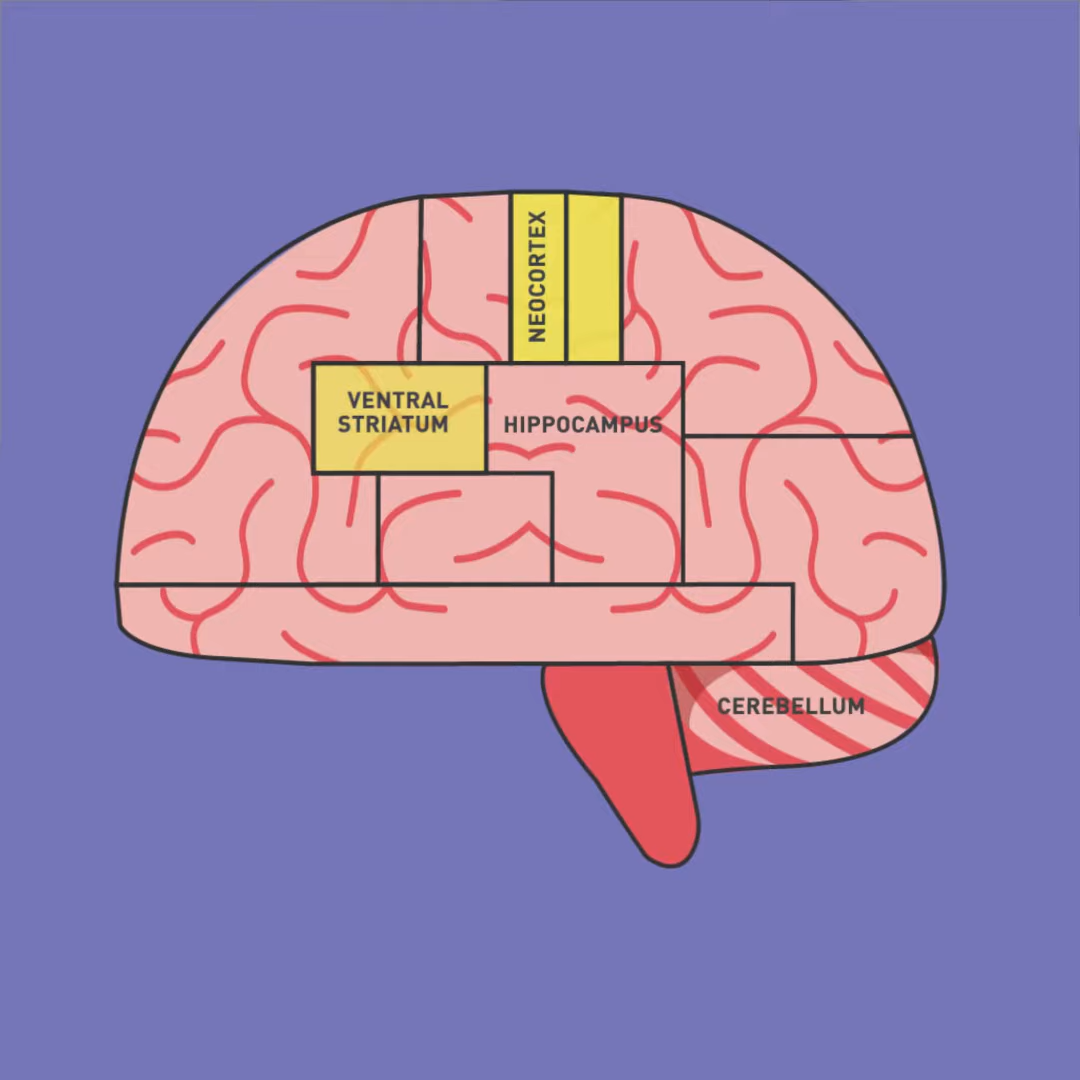 NEOCORTEX
VENTRAL
STRIATUM
HIPPOCAMPUS
CEREBELLUM